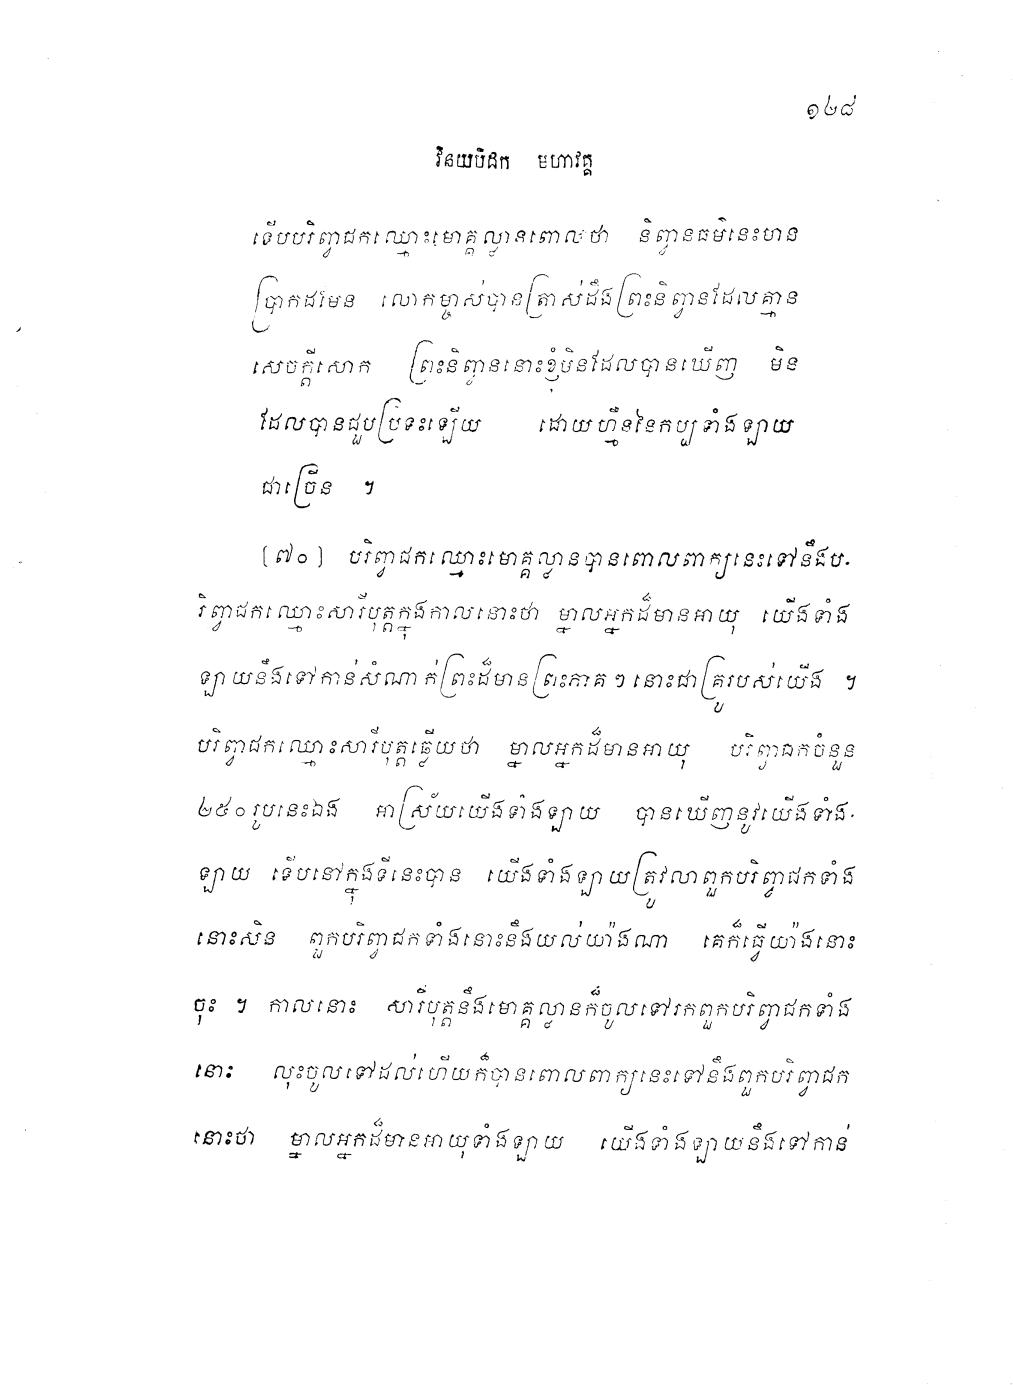 ១២៨
វិនយបិដក មហាវគ្គ
ទើបបរិព្វាជកឈ្មោះមោគ្គល្លានពោលថា និព្វានធម៌នេះហាន
ប្រាកដមែន លោកម្ចាស់បានត្រាស់ដឹងព្រះនិព្វានដែលគ្មាន
សេចក្តីសោក ព្រះនិព្វាននោះខ្ញុំមិនដែលបានឃើញ មិន
ដែលបានជួបប្រទះឡើយ ដោយហ្មឺននៃកប្បទាំងឡាយ
ជាច្រើន ។
[៧០] បរិព្វាជកឈ្មោះមោគ្គល្លានបានពោលពាក្យនេះទៅនឹងប-
រិព្វាជកឈ្មោះសារីបុត្តក្នុងកាលនោះថា ម្នាលអ្នកដ៏មានអាយុ យើងទាំង
ឡាយនឹងទៅកាន់សំណាក់ព្រះដ៏មានព្រះភាគ ៗ នោះជាគ្រូរបស់យើង ។
បរិព្វាជកឈ្មោះសារីបុត្តឆ្លើយថា ម្នាលអ្នកដ៏មានអាយុ បរិព្វាជកចំនួន
២៥០រូបនេះឯង អាស្រ័យយើងទាំងឡាយ បានឃើញនូវយើងទាំង-
ឡាយ ទើបនៅក្នុងទីនេះបាន យើងទាំងឡាយត្រូវលាពួកបរិព្វាជកទាំង
នោះសិន ពួកបរិព្វាជកទាំងនោះនឹងយល់យ៉ាងណា គេក៏ធ្វើយ៉ាងនោះ
ចុះ ។ កាលនោះ សារីបុត្តនឹងមោគ្គល្លានក៏ចូលទៅរកពួកបរិព្វាជកទាំង
នោះ លុះចូលទៅដល់ហើយក៏បានពោលពាក្យនេះទៅនឹងពួកបរិព្វាជក
នោះថា ម្នាលអ្នកដ៏មានអាយុទាំងឡាយ យើងទាំងឡាយនឹងទៅកាន់